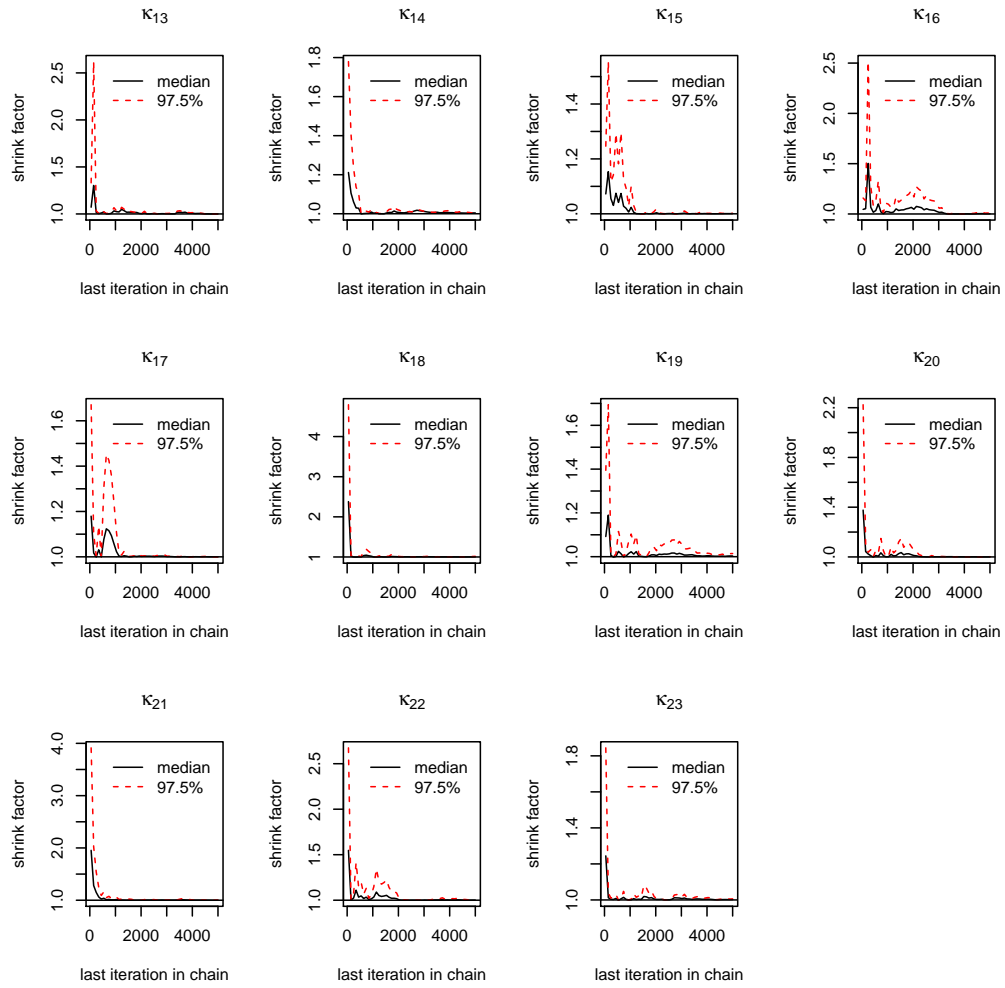 κ13
shrink factor
1.0 1.5 2.0 2.5
median
97.5%
0 2000 4000
last iteration in chain
κ14
shrink factor
1.0 1.2 1.4 1.6 1.8
median
97.5%
0 2000 4000
last iteration in chain
κ15
shrink factor
1.0 1.2 1.4
median
97.5%
0 2000 4000
last iteration in chain
κ16
shrink factor
1.0 1.5 2.0 2.5
median
97.5%
0 2000 4000
last iteration in chain
κ17
shrink factor
1.0 1.2 1.4 1.6
median
97.5%
0 2000 4000
last iteration in chain
κ18
shrink factor
1 2 3 4
median
97.5%
0 2000 4000
last iteration in chain
κ19
shrink factor
1.0 1.2 1.4 1.6
median
97.5%
0 2000 4000
last iteration in chain
κ20
shrink factor
1.0 1.4 1.8 2.2
median
97.5%
0 2000 4000
last iteration in chain
κ21
shrink factor
1.0 2.0 3.0 4.0
median
97.5%
0 2000 4000
last iteration in chain
κ22
shrink factor
1.0 1.5 2.0 2.5
median
97.5%
0 2000 4000
last iteration in chain
κ23
shrink factor
1.0 1.4 1.8
median
97.5%
0 2000 4000
last iteration in chain